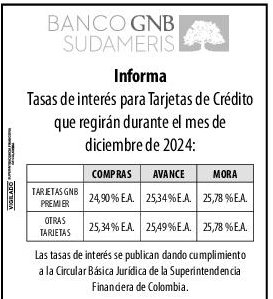 BANCO GNB
SUDAMERIS
Informa
Tasas de interés para Tarjetas de Crédito
que regirán durante el mes de
diciembre de 2024:
COMPRAS AVANCE MORA
TARJETAS GNB PREMIER 24,90% E.A. 25,34% E.A. 25,78 % E.A.
OTRAS TARJETAS 25,34% E.A. 25,49% E.A. 25,78 % E.A.
Las tasas de interés se publican dando cumplimiento
a la Circular Básica Jurídica de la Superintendencia
Financiera de Colombia.
VIGILADO